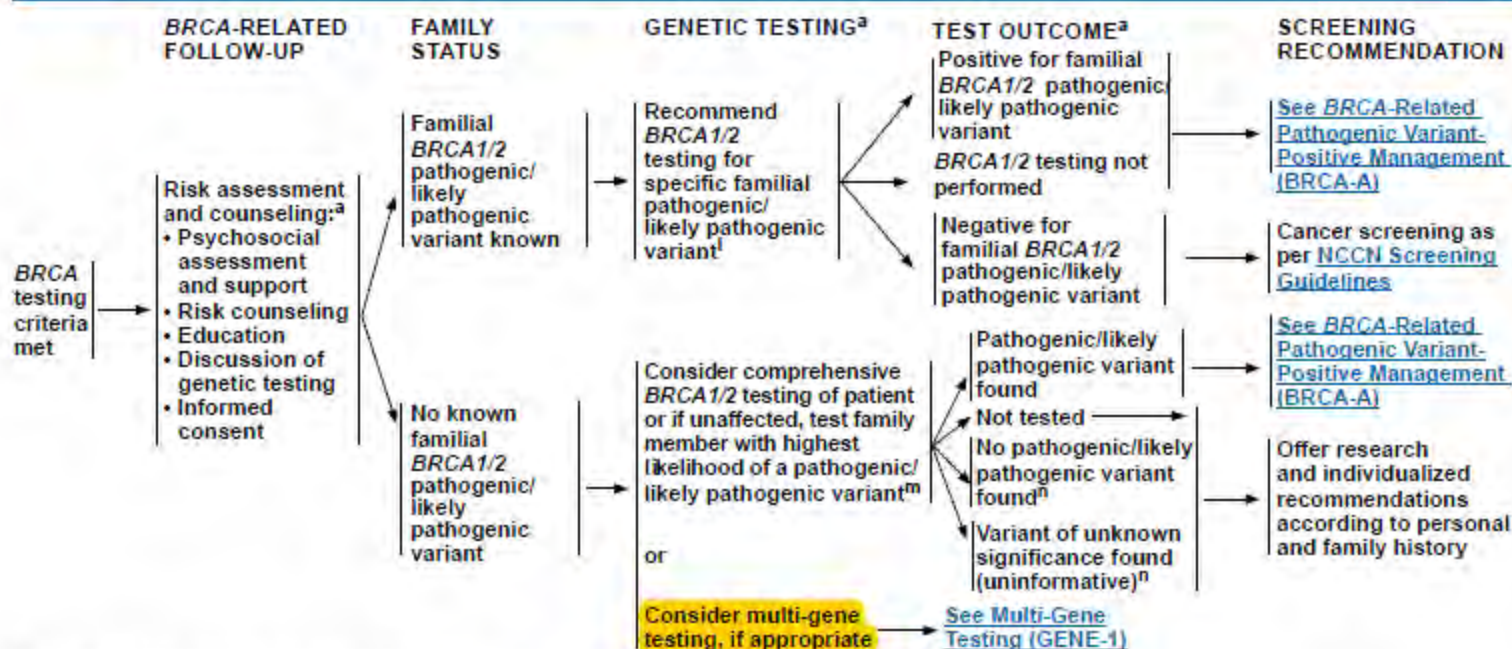 BRCA-RELATED
FOLLOW-UP
FAMILY
STATUS
GENETIC TESTINGa
TEST OUTCOMEa
SCREENING
RECOMMENDATION
BRCA
testing
criteria
met
Risk assessment
and counseling:a
• Psychosocial
assessment
and support
• Risk counseling
• Education
• Discussion of
genetic testing
• Informed
consent
Familial
BRCA1/2
pathogenic/
likely
pathogenic
variant known
Recommend
BRCA1/2
testing for
specific familial
pathogenic/
likely pathogenic
variantl
Positive for familial
BRCA1/2 pathogenic/
likely pathogenic
variant
BRCA1/2 testing not
performed
See BRCA-Related
Pathogenic Variant-
Positive Management
(BRCA-A)
Negative for
familial BRCA1/2
pathogenic/likely
pathogenic variant
Cancer screening as
per NCCN Screening
Guidelines
No known
familial
BRCA1/2
pathogenic/
likely
pathogenic
variant
Consider comprehensive
BRCA1/2 testing of patient
or if unaffected, test family
member with highest
likelihood of a pathogenic/
likely pathogenic variantm
or
Consider multi-gene
testing, if appropriate
Pathogenic/likely
pathogenic variant
found
See BRCA-Related
Pathogenic Variant-
Positive Management
(BRCA-A)
Not tested
No pathogenic/likely
pathogenic variant
foundn
Variant of unknown
significance found
(uninformative)n
Offer research
and individualized
recommendations
according to personal
and family history
See Multi-Gene
Testing (GENE-1)